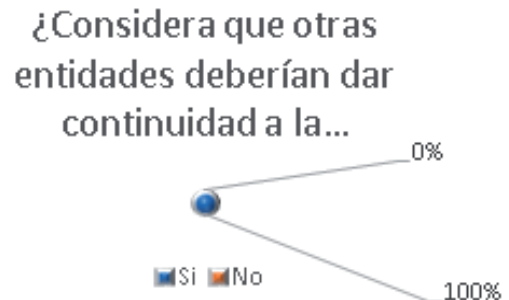 ¿Considera que otras
entidades deberían dar
continuidad a la...
0%
Si No
100%